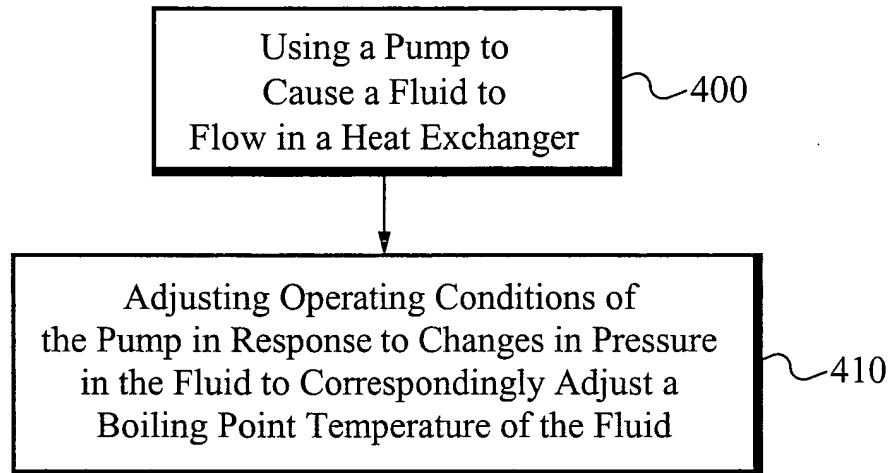 Using a Pump to
Cause a Fluid to
Flow in a Heat Exchanger
400
Adjusting Operating Conditions of
the Pump in Response to Changes in Pressure
in the Fluid to Correspondingly Adjust a
Boiling Point Temperature of the Fluid
410